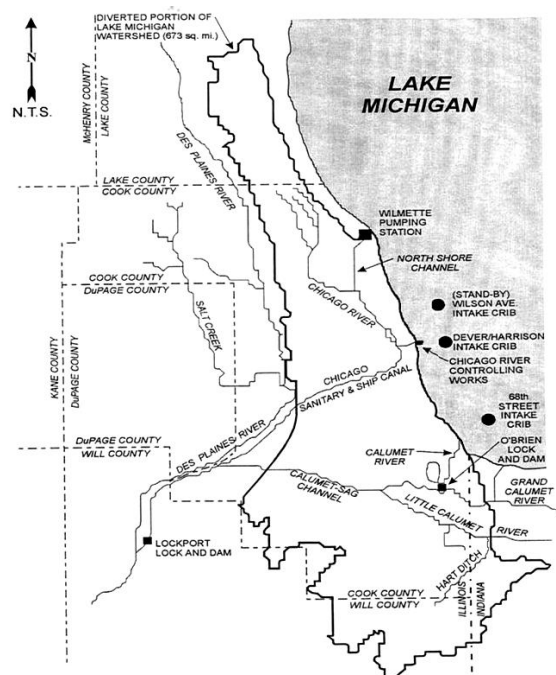 DIVERTED PORTION OF
LAKE MICHIGAN
WATERSHED (673 sq. mi.)
N
N.T.S.
McHENRY COUNTY
LAKE COUNTY
LAKE
MICHIGAN
DES PLAINES RIVER
LAKE COUNTY
COOK COUNTY
WILMETTE
PUMPING
STATION
NORTH SHORE
CHANNEL
COOK COUNTY
DuPAGE COUNTY
CHICAGO RIVER
(STAND-BY)
WILSON AVE.
INTAKE CRIB
SALT CREEK
DEVER/HARRISON
INTAKE CRIB
CHICAGO RIVER
CONTROLLING
WORKS
KANE COUNTY
DuPAGE COUNTY
CHICAGO
SANITARY & SHIP CANAL
68th
STREET
INTAKE
CRIB
DuPAGE COUNTY
WILL COUNTY
DES PLAINES RIVER
CALUMET
RIVER
O'BRIEN
LOCK AND DAM
CALUMET-SAG
CHANNEL
GRAND
CALUMET
RIVER
LITTLE CALUMET
RIVER
LOCKPORT
LOCK AND DAM
HART DITCH
COOK COUNTY
WILL COUNTY
ILLINOIS
INDIANA